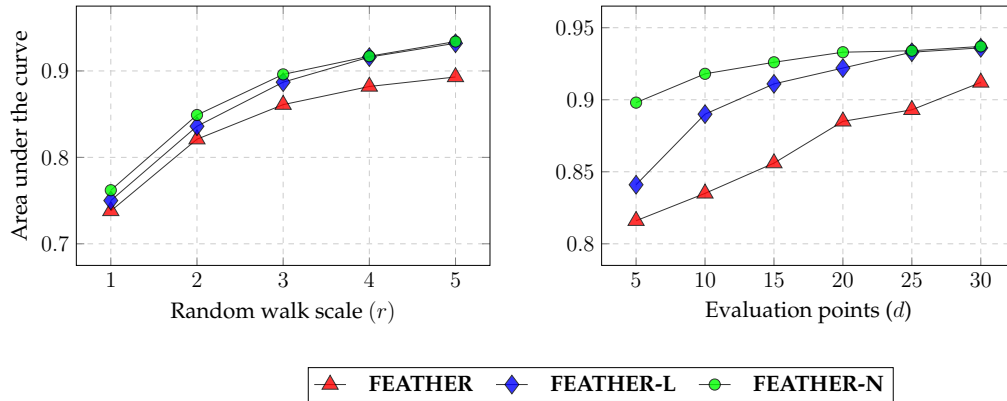 Area under the curve
0.9
0.8
0.7
1 2 3 4 5
Random walk scale (r)
0.95
0.9
0.85
0.8
5 10 15 20 25 30
Evaluation points (d)
FEATHER FEATHER-L FEATHER-N